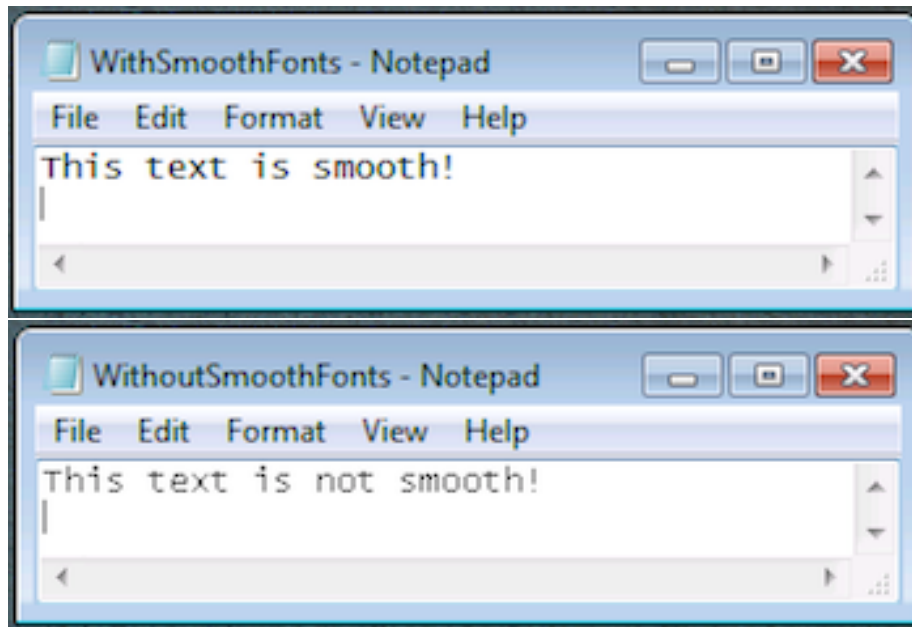 WithSmoothFonts - Notepad
File Edit Format View Help
This text is smooth!
WithoutSmoothFonts - Notepad
File Edit Format View Help
This text is not smooth!